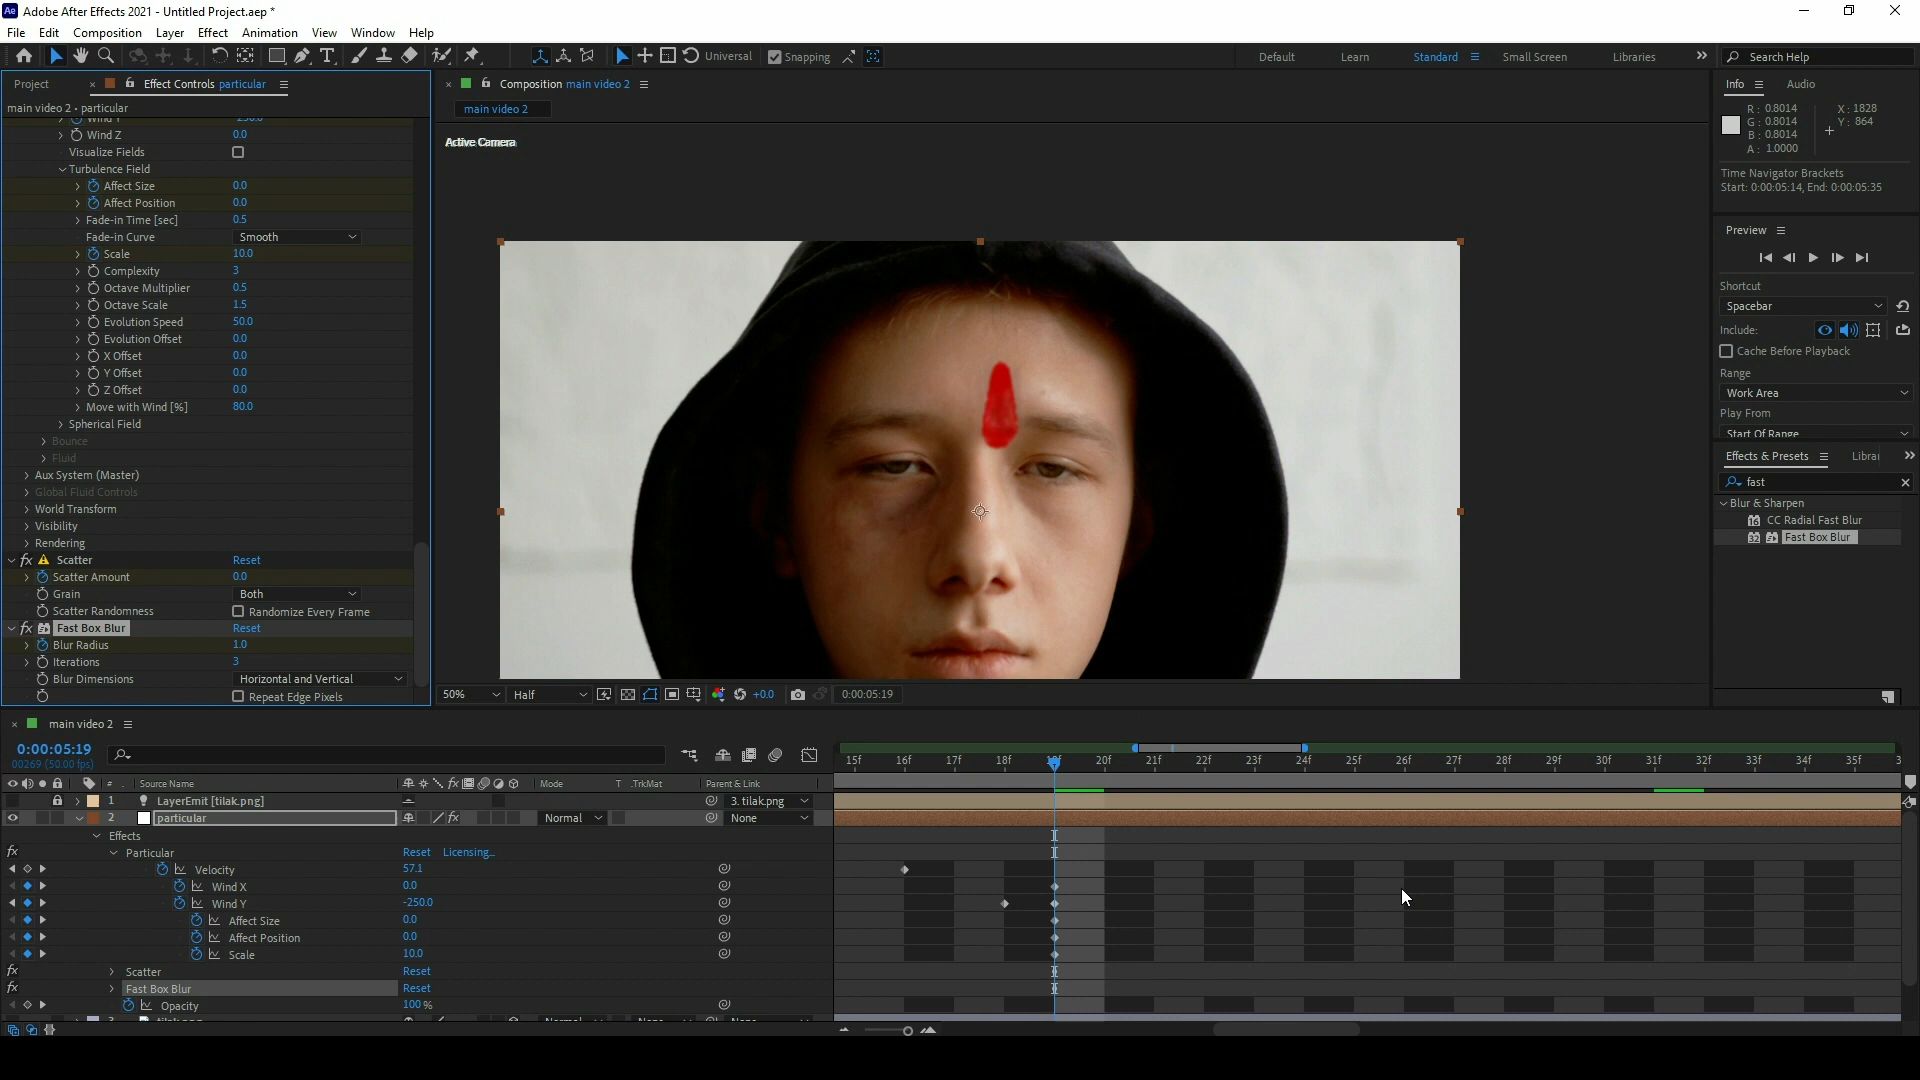 Ae Adobe After Effects 2021 - Untitled Project.aep *
File Edit Composition Layer Effect Animation View Window Help
Universal Snapping Default Learn Standard Small Screen Libraries Search Help
Project Effect Controls particular
main video 2 • particular
Wind Y -250.0
Wind Z 0.0
Visualize Fields
Turbulence Field
Affect Size 0.0
Affect Position 0.0
Fade-in Time [sec] 0.5
Fade-in Curve Smooth
Scale 10.0
Complexity 3
Octave Multiplier 0.5
Octave Scale 1.5
Evolution Speed 50.0
Evolution Offset 0.0
X Offset 0.0
Y Offset 0.0
Z Offset 0.0
Move with Wind [%] 80.0
Spherical Field
Bounce
Fluid
Aux System (Master)
Global Fluid Controls
World Transform
Visibility
Rendering
fx Scatter Reset
Scatter Amount 0.0
Grain Both
Scatter Randomness Randomize Every Frame
fx Fast Box Blur Reset
Blur Radius 1.0
Iterations 3
Blur Dimensions Horizontal and Vertical
Repeat Edge Pixels
Composition main video 2
main video 2
Active Camera
50% Half +0.0 0:00:05:19
Info Audio
R: 0.8014 X: 1828
G: 0.8014 Y: 864
B: 0.8014
A: 1.0000
Time Navigator Brackets
Start: 0:00:05:14, End: 0:00:05:35
Preview
Shortcut
Spacebar
Include:
Cache Before Playback
Range
Work Area
Play From
Start Of Range
Effects & Presets Librar
fast
Blur & Sharpen
16 CC Radial Fast Blur
32 Fast Box Blur
main video 2
0:00:05:19
00269 (50.00 fps)
15f 16f 17f 18f 19f 20f 21f 22f 23f 24f 25f 26f 27f 28f 29f 30f 31f 32f 33f 34f 35f 3
# Source Name Mode T .TrkMat Parent & Link
1 LayerEmit [tilak.png] 3. tilak.png
2 particular fx Normal None
Effects
fx Particular Reset Licensing...
Velocity 57.1
Wind X 0.0
Wind Y -250.0
Affect Size 0.0
Affect Position 0.0
Scale 10.0
fx Scatter Reset
fx Fast Box Blur Reset
Opacity 100 %